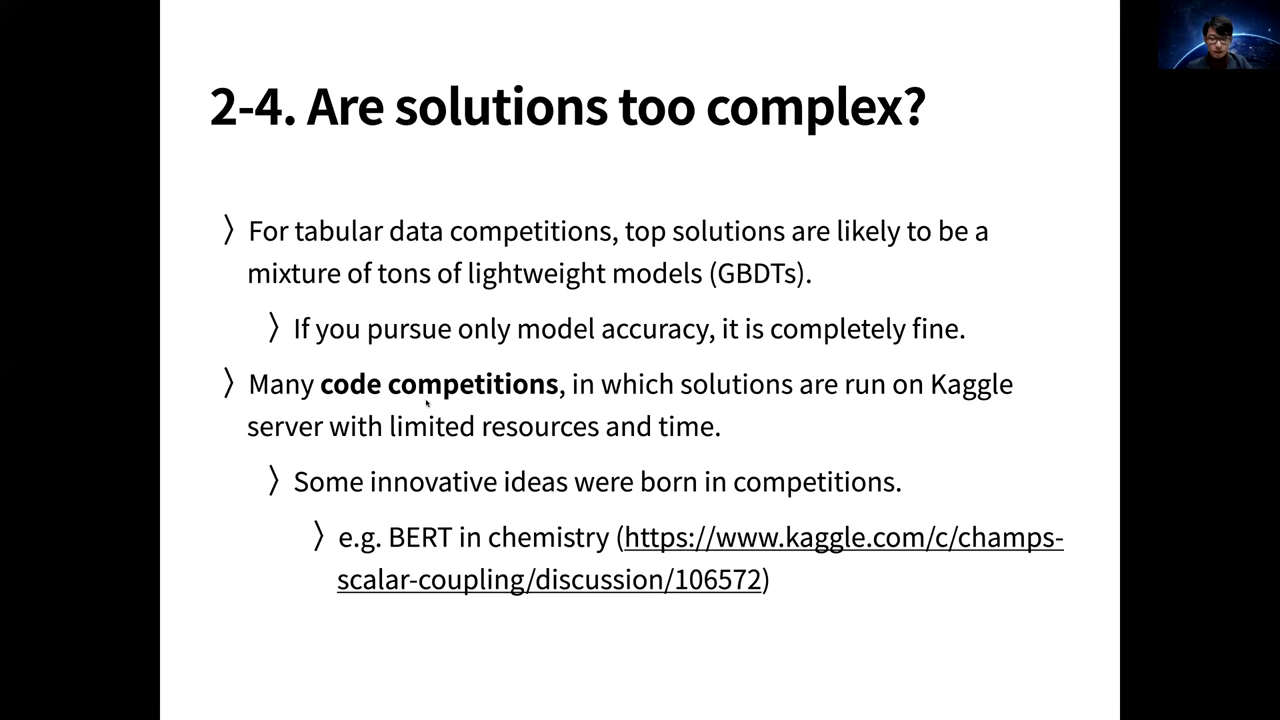 2-4. Are solutions too complex?
〉For tabular data competitions, top solutions are likely to be a
mixture of tons of lightweight models (GBDTs).
〉If you pursue only model accuracy, it is completely fine.
〉Many code competitions, in which solutions are run on Kaggle
server with limited resources and time.
〉Some innovative ideas were born in competitions.
〉e.g. BERT in chemistry (https://www.kaggle.com/c/champs-
scalar-coupling/discussion/106572)